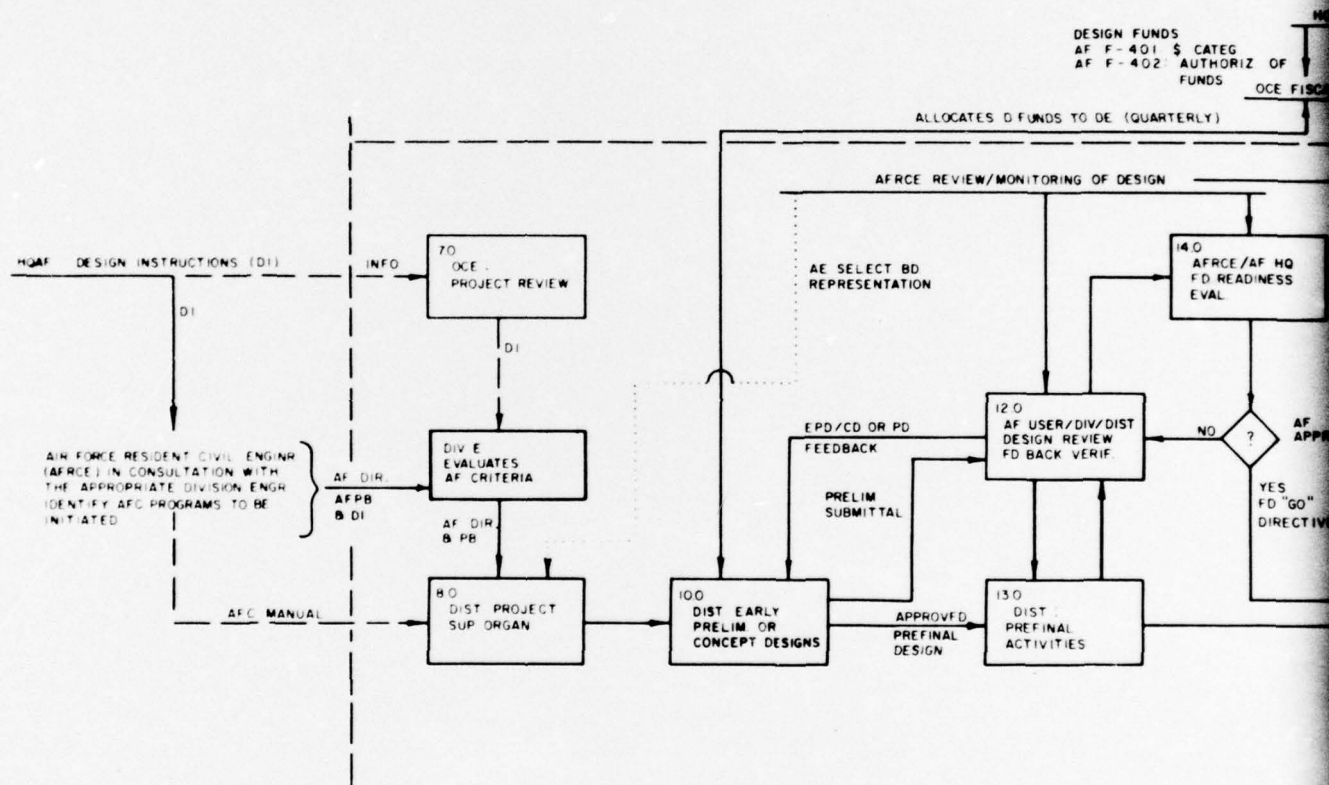 HQ
DESIGN FUNDS
AF F-401 $ CATEG
AF F-402: AUTHORIZ OF
FUNDS
OCE FISCA
ALLOCATES D FUNDS TO DE (QUARTERLY)
AFRCE REVIEW/MONITORING OF DESIGN
HQAF DESIGN INSTRUCTIONS (DI)
INFO
7.0
OCE:
PROJECT REVIEW
AE SELECT BD
REPRESENTATION
14.0
AFRCE/AF HQ
FD READINESS
EVAL.
DI
DI
12.0
AF USER/DIV/DIST
DESIGN REVIEW
FD BACK VERIF.
EPD/CD OR PD
FEEDBACK
NO
?
AF
APPR
AIR FORCE RESIDENT CIVIL ENGINR
(AFRCE) IN CONSULTATION WITH
THE APPROPRIATE DIVISION ENGR
IDENTIFY AFC PROGRAMS TO BE
INITIATED
AF DIR.
AFPB
& DI
DIV E
EVALUATES
AF CRITERIA
PRELIM
SUBMITTAL
YES
FD "GO"
DIRECTIVE
AF DIR.
& PB
AFC MANUAL
8.0
DIST PROJECT
SUP ORGAN
10.0
DIST EARLY
PRELIM. OR
CONCEPT DESIGNS
APPROVED
PREFINAL
DESIGN
13.0
DIST:
PREFINAL
ACTIVITIES